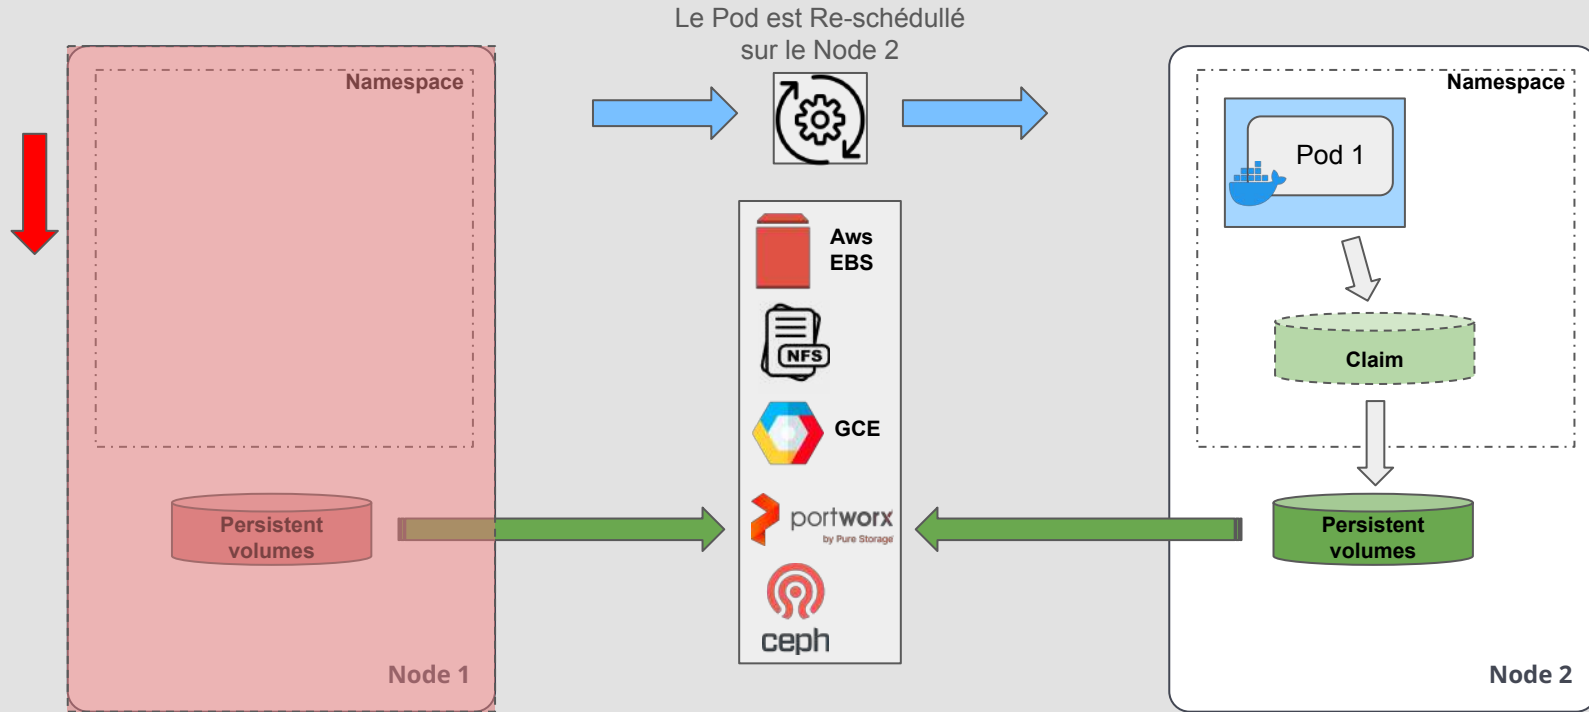 Le Pod est Re-schédullé
sur le Node 2
Namespace
Persistent
volumes
Node 1
Aws
EBS
NFS
GCE
portworx
by Pure Storage
ceph
Namespace
Pod 1
Claim
Persistent
volumes
Node 2